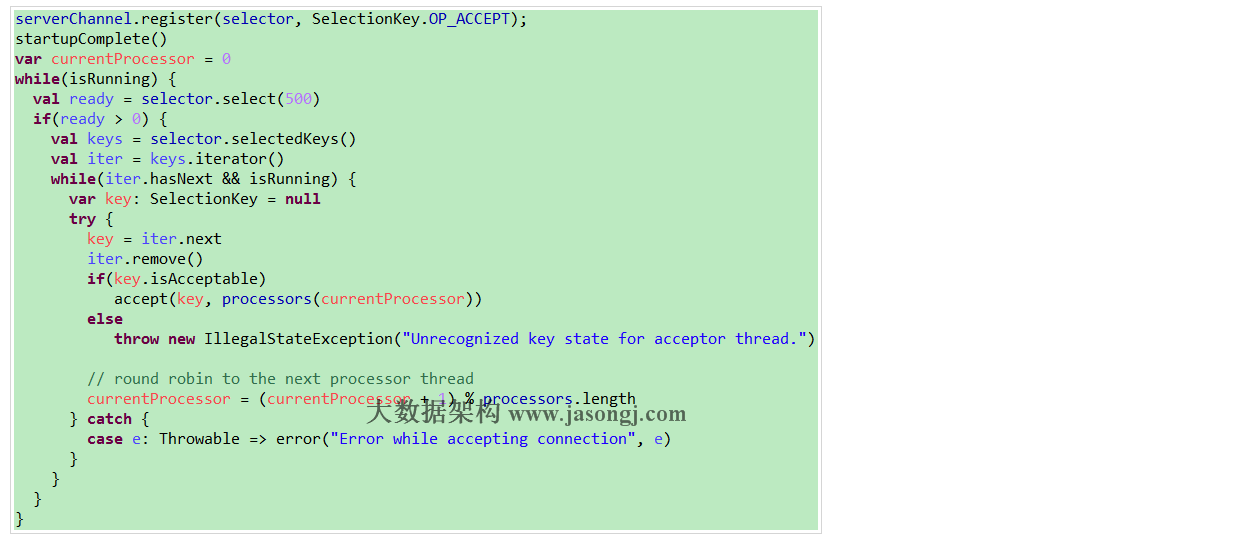 serverChannel.register(selector, SelectionKey.OP_ACCEPT);
startupComplete()
var currentProcessor = 0
while(isRunning) {
  val ready = selector.select(500)
  if(ready > 0) {
    val keys = selector.selectedKeys()
    val iter = keys.iterator()
    while(iter.hasNext && isRunning) {
      var key: SelectionKey = null
      try {
        key = iter.next
        iter.remove()
        if(key.isAcceptable)
           accept(key, processors(currentProcessor))
        else
           throw new IllegalStateException("Unrecognized key state for acceptor thread.")

        // round robin to the next processor thread
        currentProcessor = (currentProcessor + 1) % processors.length
大数据架构 www.jasongj.com
      } catch {
        case e: Throwable => error("Error while accepting connection", e)
      }
    }
  }
}